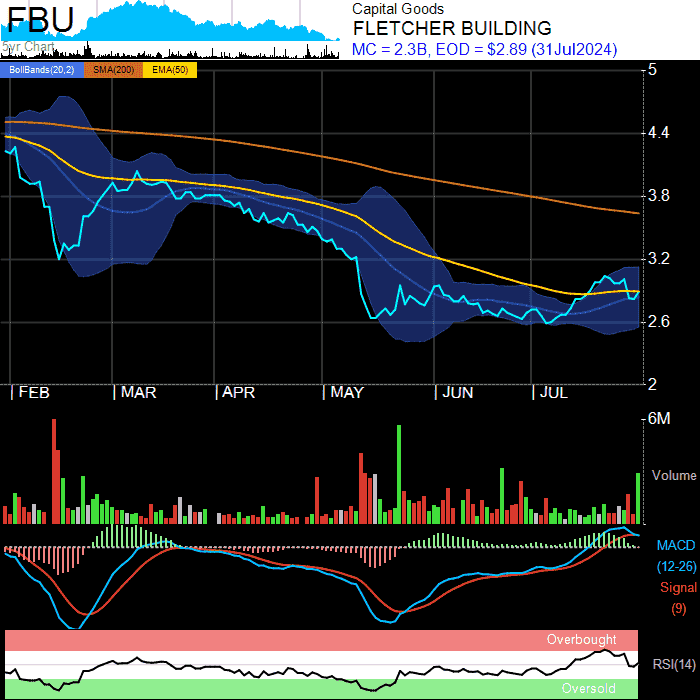 FBU
5yr Chart
Capital Goods
FLETCHER BUILDING
MC = 2.3B, EOD = $2.89 (31Jul2024)
BollBands(20,2) SMA(200) EMA(50)
5
4.4
3.8
3.2
2.6
2
FEB MAR APR MAY JUN JUL
6M
Volume
MACD
(12-26)
Signal
(9)
Overbought
RSI(14)
Oversold